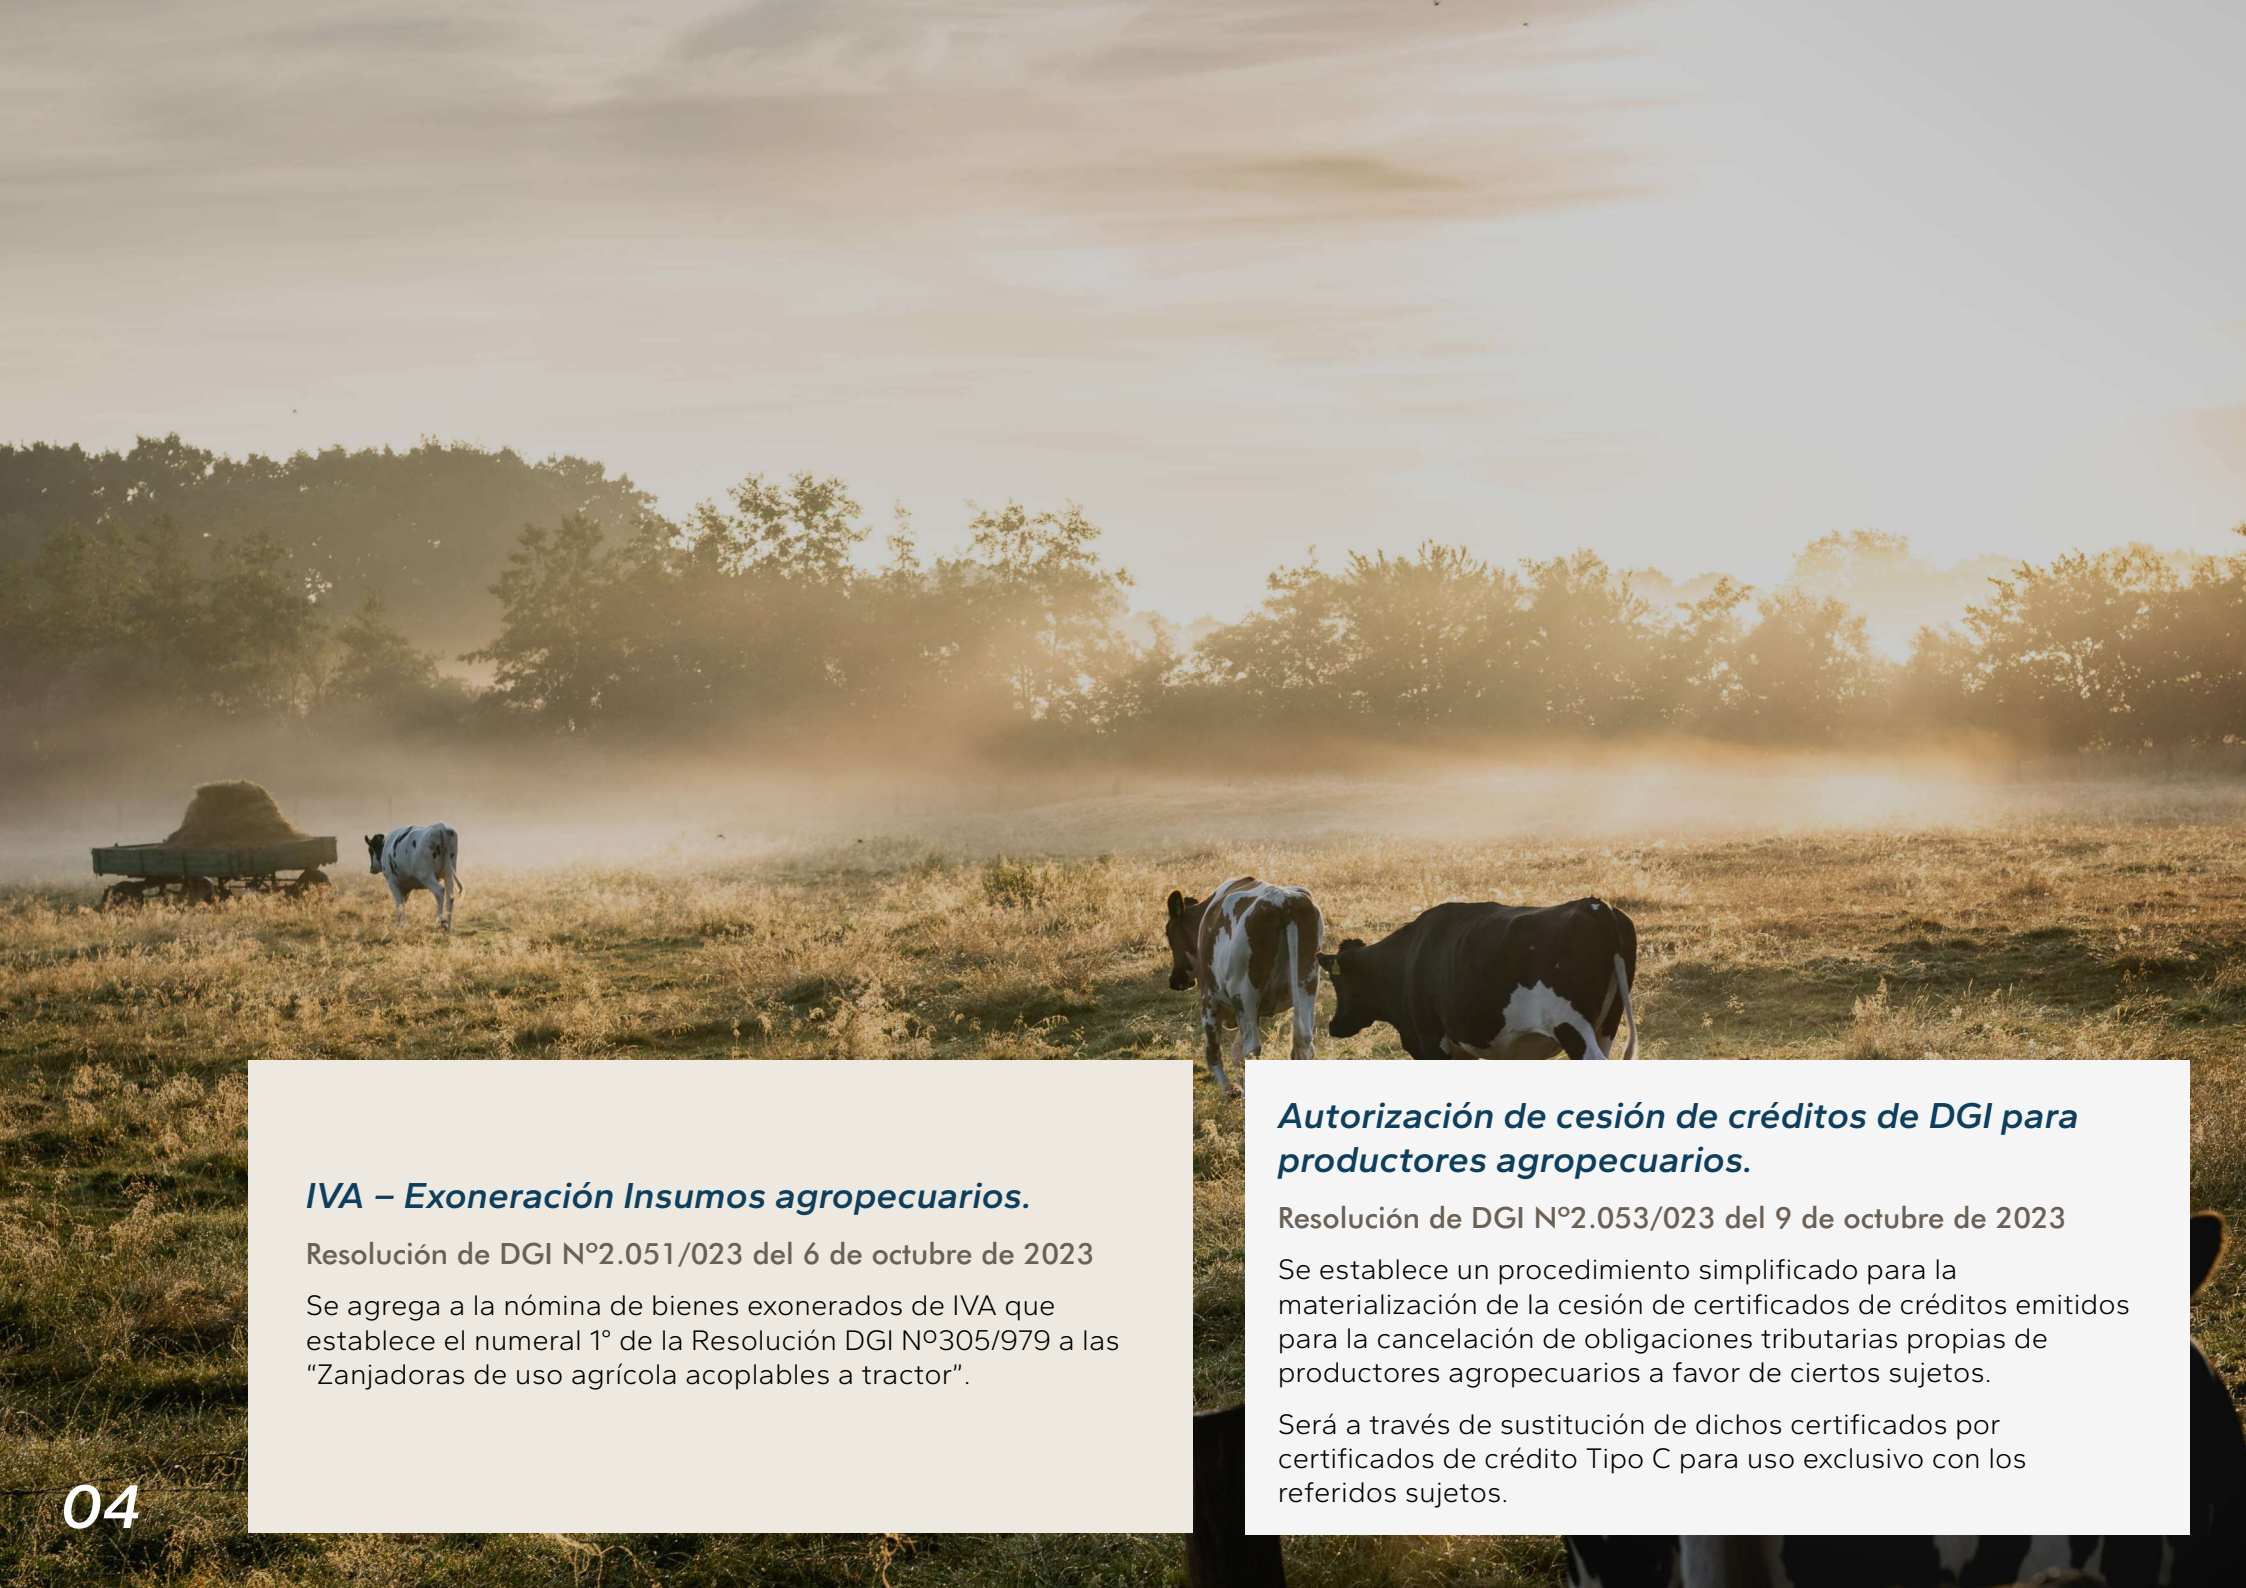 IVA – Exoneración Insumos agropecuarios.
Resolución de DGI Nº2.051/023 del 6 de octubre de 2023
Se agrega a la nómina de bienes exonerados de IVA que
establece el numeral 1° de la Resolución DGI Nº305/979 a las
“Zanjadoras de uso agrícola acoplables a tractor”.
Autorización de cesión de créditos de DGI para
productores agropecuarios.
Resolución de DGI Nº2.053/023 del 9 de octubre de 2023
Se establece un procedimiento simplificado para la
materialización de la cesión de certificados de créditos emitidos
para la cancelación de obligaciones tributarias propias de
productores agropecuarios a favor de ciertos sujetos.
Será a través de sustitución de dichos certificados por
certificados de crédito Tipo C para uso exclusivo con los
referidos sujetos.
04